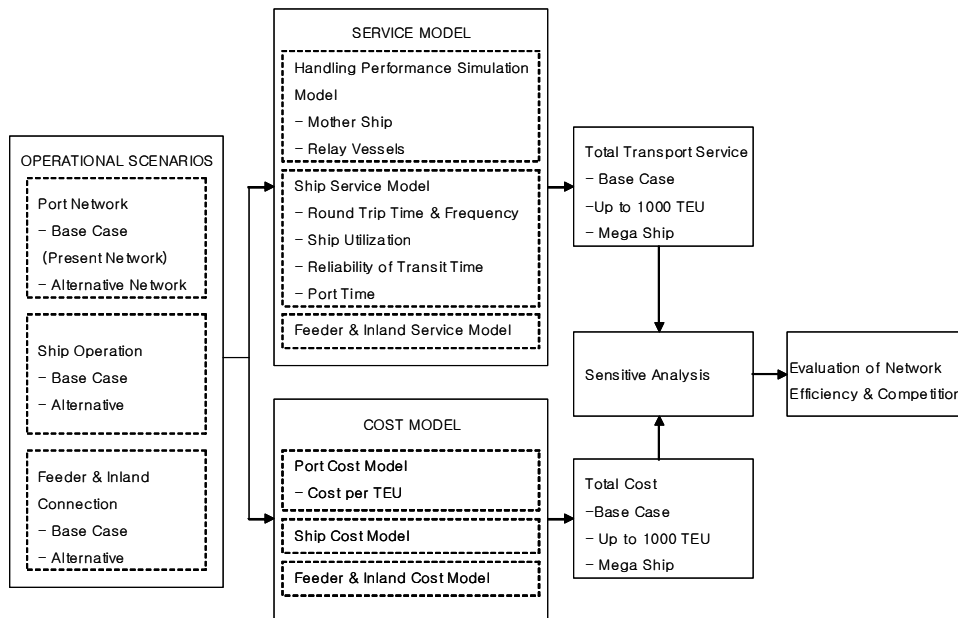 OPERATIONAL SCENARIOS
Port Network
- Base Case
(Present Network)
- Alternative Network
Ship Operation
- Base Case
- Alternative
Feeder & Inland
Connection
- Base Case
- Alternative
SERVICE MODEL
Handling Performance Simulation
Model
- Mother Ship
- Relay Vessels
Ship Service Model
- Round Trip Time & Frequency
- Ship Utilization
- Reliability of Transit Time
- Port Time
Feeder & Inland Service Model
COST MODEL
Port Cost Model
- Cost per TEU
Ship Cost Model
Feeder & Inland Cost Model
Total Transport Service
- Base Case
-Up to 1000 TEU
- Mega Ship
Sensitive Analysis
Total Cost
-Base Case
- Up to 1000 TEU
- Mega Ship
Evaluation of Network
Efficiency & Competition